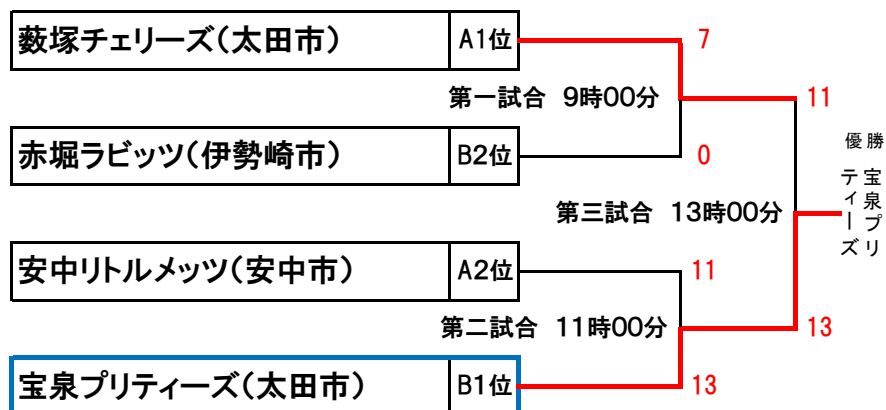 薮塚チェリーズ（太田市） A1位 7
第一試合 9時00分 11
赤堀ラビッツ（伊勢崎市） B2位 0
優勝
宝泉プリ
ティーズ
第三試合 13時00分
安中リトルメッツ（安中市） A2位 11
第二試合 11時00分 13
宝泉プリティーズ（太田市） B1位 13